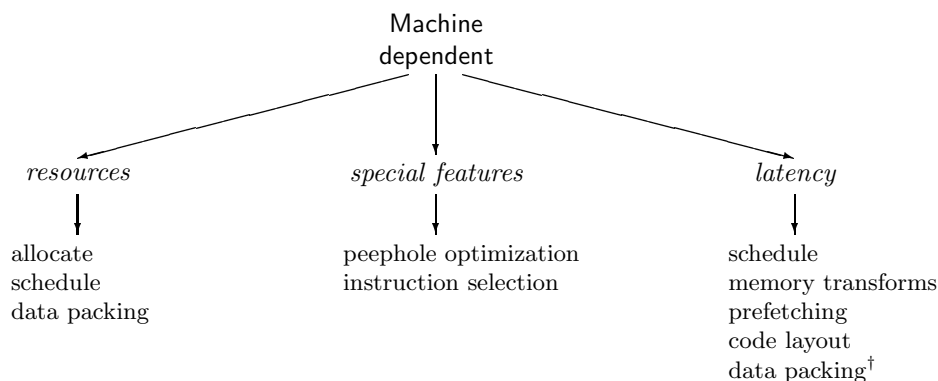 Machine
dependent
resources
special features
latency
allocate
schedule
data packing
peephole optimization
instruction selection
schedule
memory transforms
prefetching
code layout
data packing†